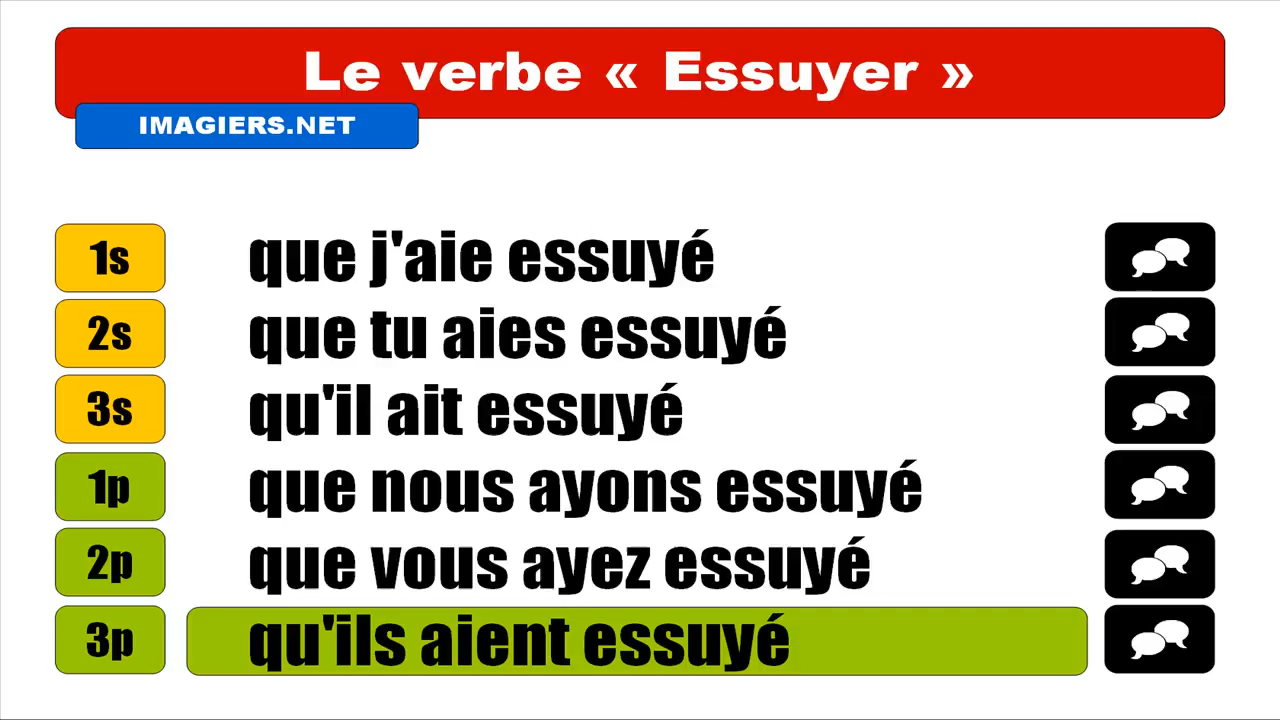 Le verbe « Essuyer »
IMAGIERS.NET
1s que j'aie essuyé
2s que tu aies essuyé
3s qu'il ait essuyé
1p que nous ayons essuyé
2p que vous ayez essuyé
3p qu'ils aient essuyé